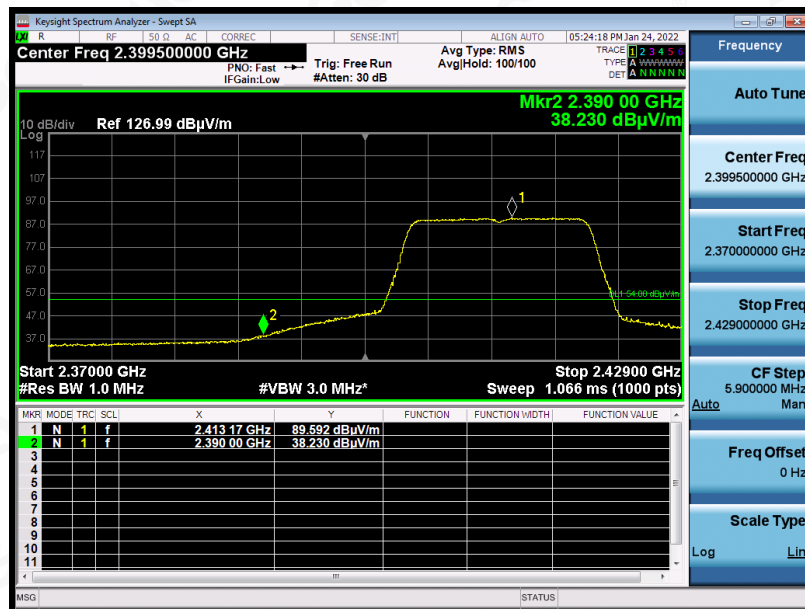 Keysight Spectrum Analyzer - Swept SA
LXI R RF 50 Ω AC CORREC SENSE:INT ALIGN AUTO 05:24:18 PM Jan 24, 2022
Center Freq 2.399500000 GHz
PNO: Fast
IFGain:Low
Trig: Free Run
#Atten: 30 dB
Avg Type: RMS
Avg|Hold: 100/100
TRACE 1 2 3 4 5 6
TYPE A WWWWW
DET A N N N N N
Mkr2 2.390 00 GHz
38.230 dBµV/m
10 dB/div Ref 126.99 dBµV/m
Log
117
107
97.0
87.0
77.0
67.0
57.0
47.0
37.0
1
2
DL1 54.00 dBµV/m
Start 2.37000 GHz Stop 2.42900 GHz
#Res BW 1.0 MHz #VBW 3.0 MHz* Sweep 1.066 ms (1000 pts)
MKR MODE TRC SCL X Y FUNCTION FUNCTION WIDTH FUNCTION VALUE
1 N 1 f 2.413 17 GHz 89.592 dBµV/m
2 N 1 f 2.390 00 GHz 38.230 dBµV/m
3
4
5
6
7
8
9
10
11
MSG STATUS
Frequency
Auto Tune
Center Freq
2.399500000 GHz
Start Freq
2.370000000 GHz
Stop Freq
2.429000000 GHz
CF Step
5.900000 MHz
Auto Man
Freq Offset
0 Hz
Scale Type
Log Lin